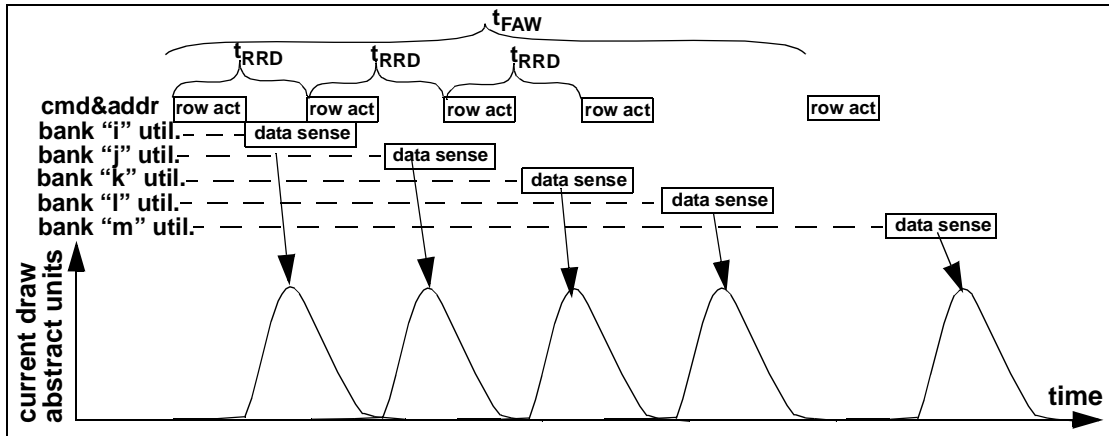 tFAW
tRRD tRRD tRRD
cmd&addr row act row act row act row act row act
bank “i” util. data sense
bank “j” util. data sense
bank “k” util. data sense
bank “l” util. data sense
bank “m” util. data sense
current draw
abstract units
time